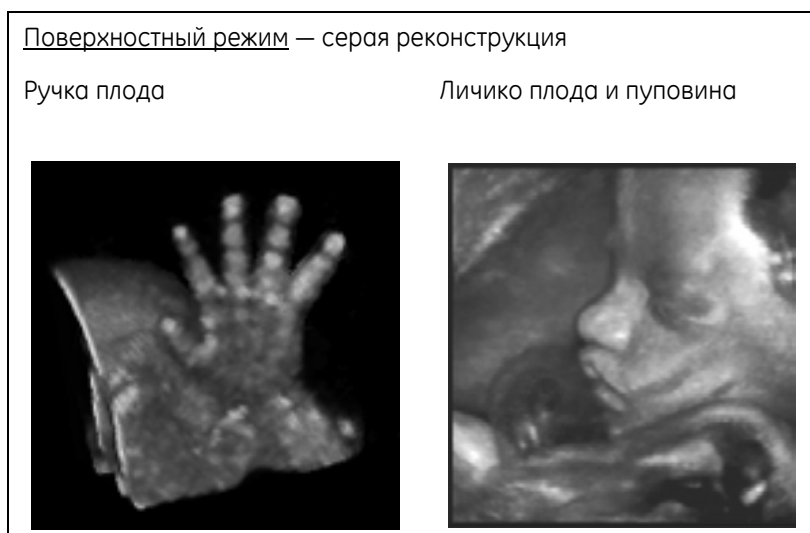 Поверхностный режим — серая реконструкция
Ручка плода
Личико плода и пуповина